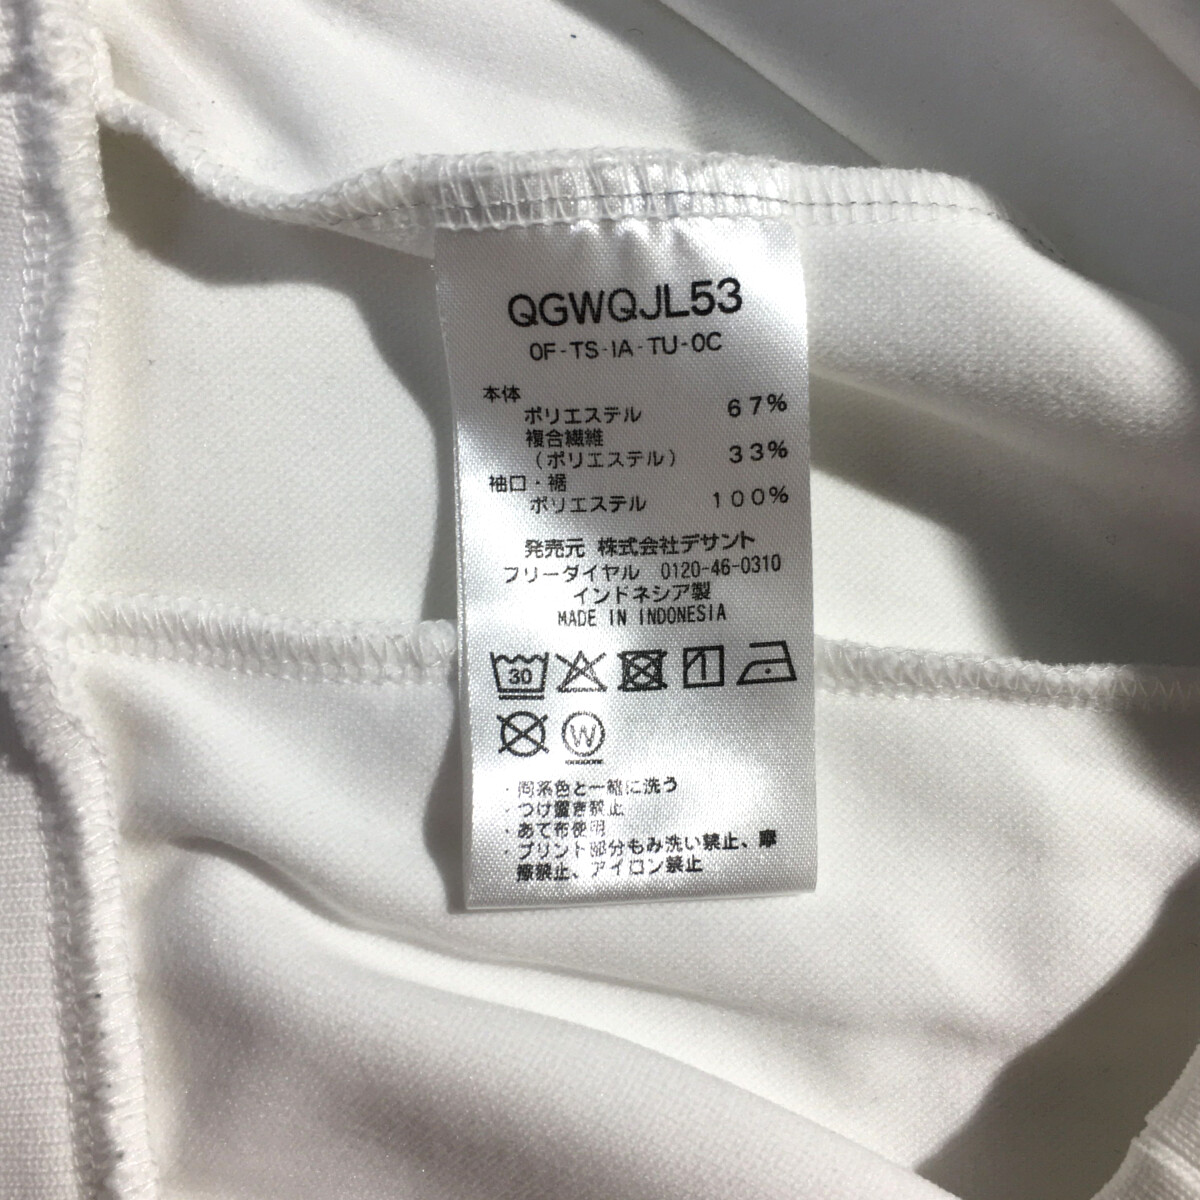 QGWQJL53
0F-TS-IA-TU-0C
本体
ポリエステル 67%
複合繊維
(ポリエステル) 33%
袖口・裾
ポリエステル 100%
発売元 株式会社デサント
フリーダイヤル 0120-46-0310
インドネシア製
MADE IN INDONESIA
30
W
・同系色と一緒に洗う
・つけ置き禁止
・あて布使用
・プリント部分もみ洗い禁止、摩
擦禁止、アイロン禁止